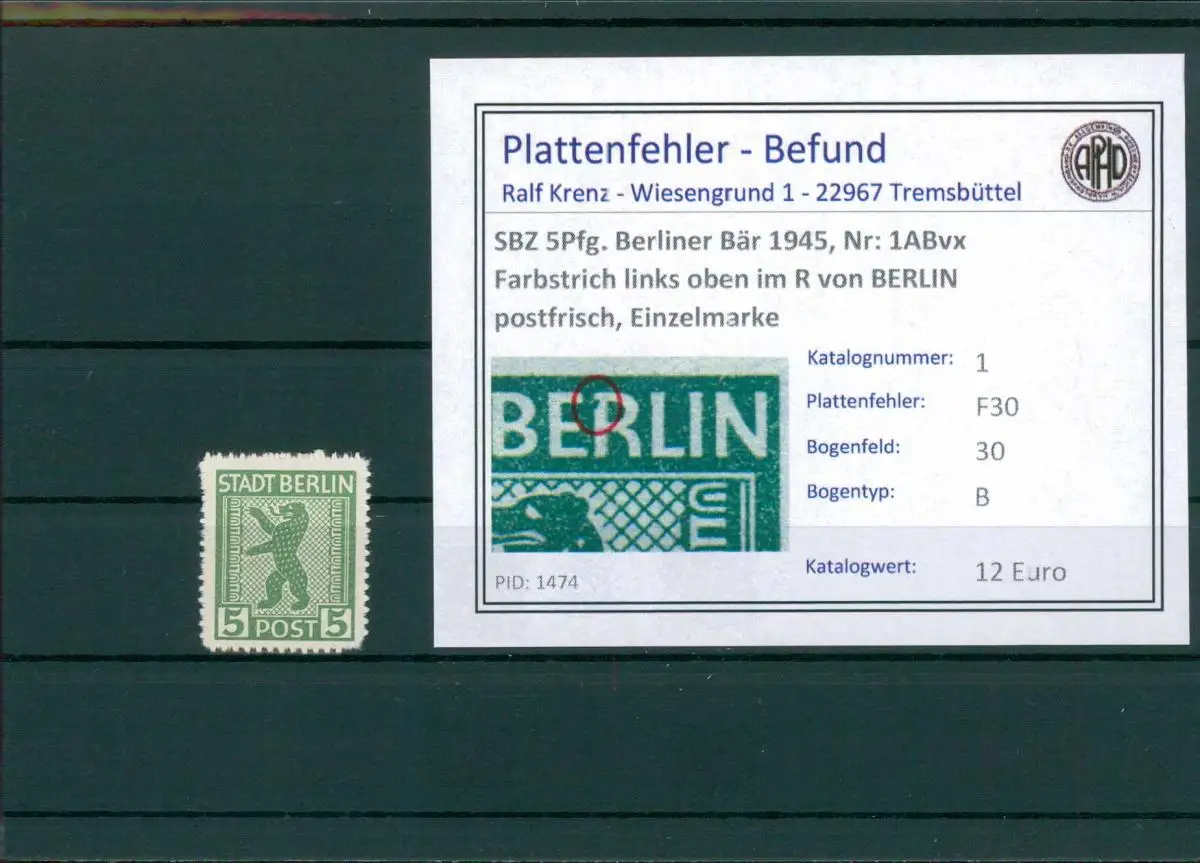 STADT BERLIN
5 POST 5
Plattenfehler - Befund
Ralf Krenz - Wiesengrund 1 - 22967 Tremsbüttel
APHD
SBZ 5Pfg. Berliner Bär 1945, Nr: 1ABvx
Farbstrich links oben im R von BERLIN
postfrisch, Einzelmarke
BERLIN
Katalognummer: 1
Plattenfehler: F30
Bogenfeld: 30
Bogentyp: B
Katalogwert: 12 Euro
PID: 1474